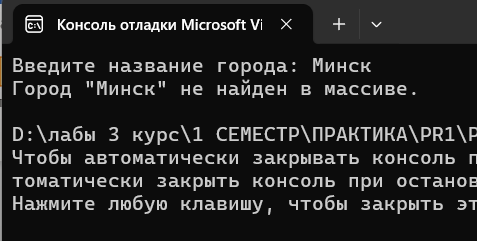 Консоль отладки Microsoft Vi
Введите название города: Минск
Город "Минск" не найден в массиве.
D:\лабы 3 курс\1 СЕМЕСТР\ПРАКТИКА\PR1\P
Чтобы автоматически закрывать консоль п
томатически закрыть консоль при останов
Нажмите любую клавишу, чтобы закрыть эт